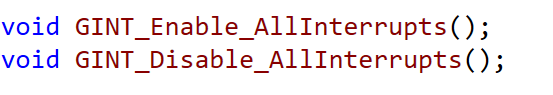 void GINT_Enable_AllInterrupts();
void GINT_Disable_AllInterrupts();